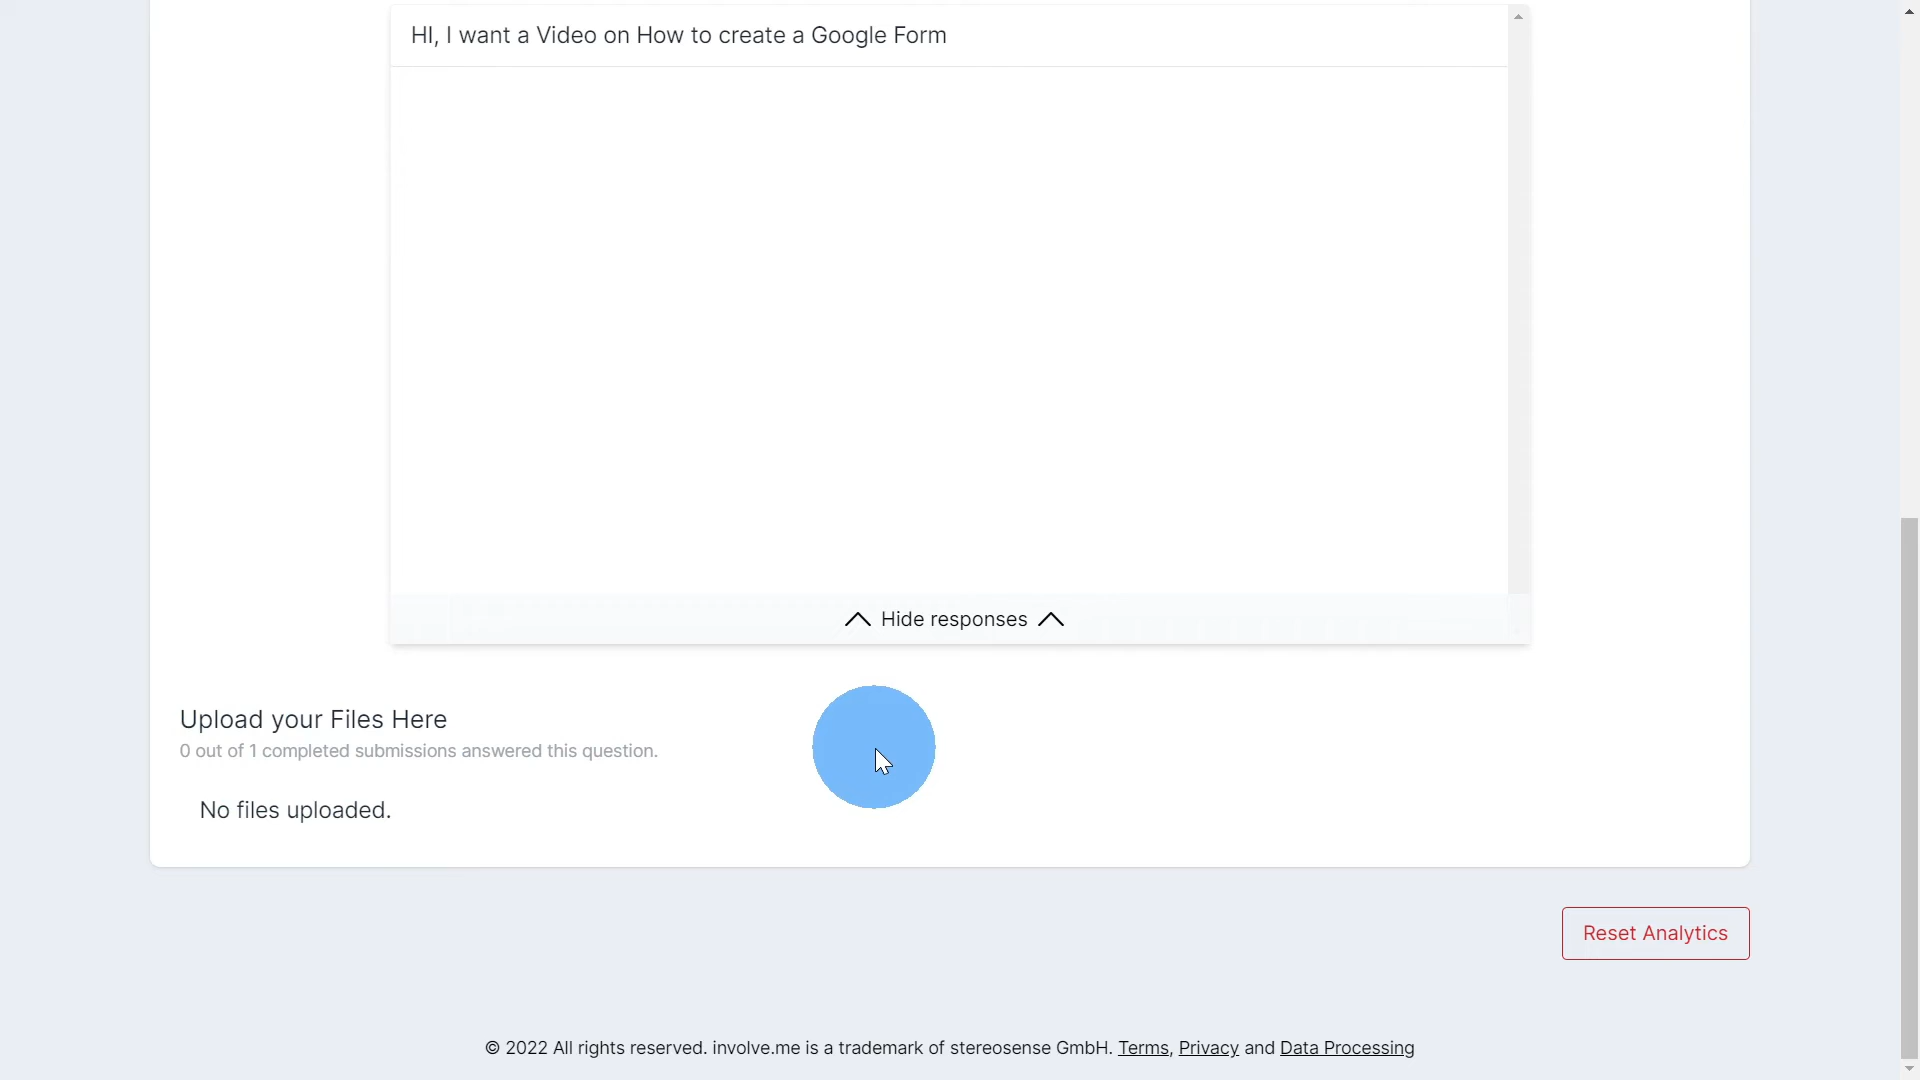 HI, I want a Video on How to create a Google Form
Hide responses
Upload your Files Here
0 out of 1 completed submissions answered this question.
No files uploaded.
Reset Analytics
© 2022 All rights reserved. involve.me is a trademark of stereosense GmbH. Terms, Privacy and Data Processing